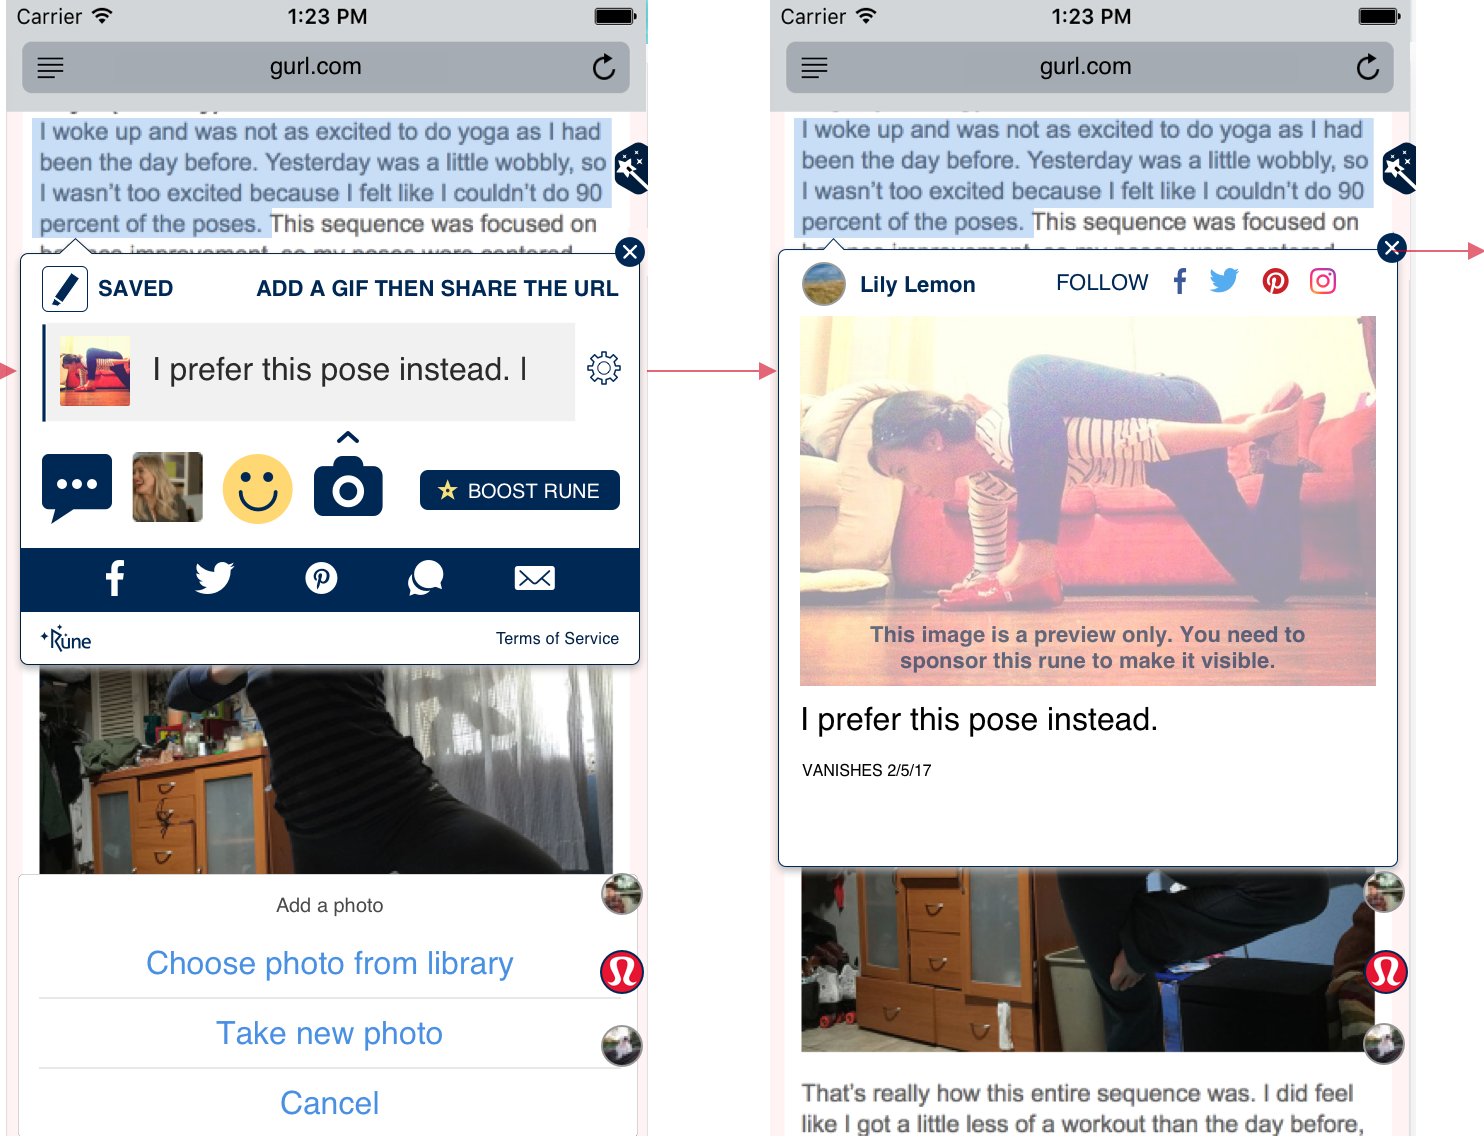 Carrier
1:23 PM
gurl.com
I woke up and was not as excited to do yoga as I had
been the day before. Yesterday was a little wobbly, so
I wasn't too excited because I felt like I couldn't do 90
percent of the poses. This sequence was focused on
SAVED
ADD A GIF THEN SHARE THE URL
I prefer this pose instead. I
BOOST RUNE
Rüne
Terms of Service
Add a photo
Choose photo from library
Take new photo
Cancel
Carrier
1:23 PM
gurl.com
I woke up and was not as excited to do yoga as I had
been the day before. Yesterday was a little wobbly, so
I wasn't too excited because I felt like I couldn't do 90
percent of the poses. This sequence was focused on
Lily Lemon
FOLLOW
This image is a preview only. You need to
sponsor this rune to make it visible.
I prefer this pose instead.
VANISHES 2/5/17
That's really how this entire sequence was. I did feel
like I got a little less of a workout than the day before,